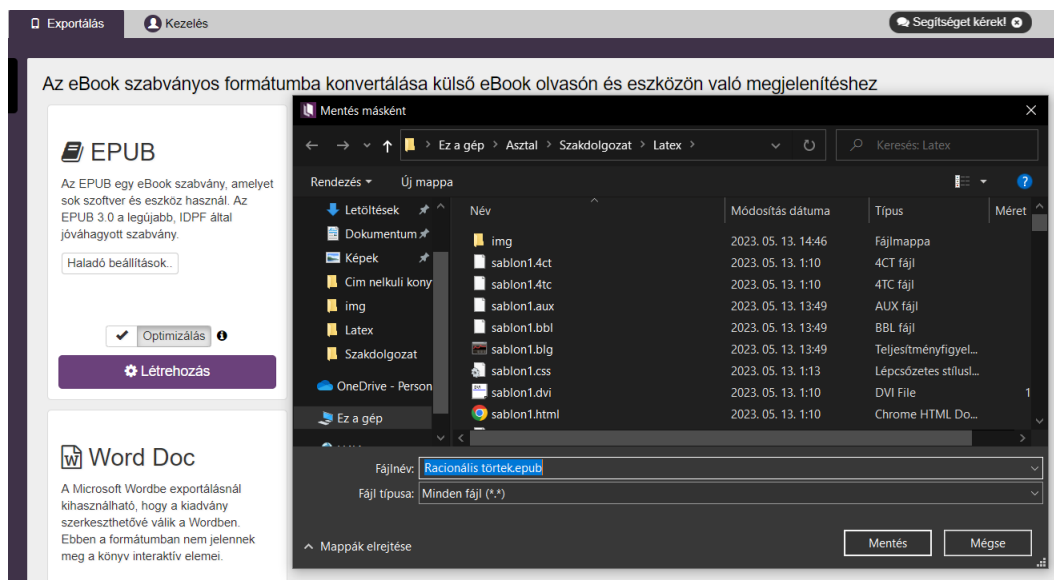 Exportálás
Kezelés
Segítséget kérek!
Az eBook szabványos formátumba konvertálása külső eBook olvasón és eszközön való megjelenítéshez
EPUB
Az EPUB egy eBook szabvány, amelyet
sok szoftver és eszköz használ. Az
EPUB 3.0 a legújabb, IDPF által
jóváhagyott szabvány.
Haladó beállítások..
Optimizálás
Létrehozás
Word Doc
A Microsoft Wordbe exportálásnál
kihasználható, hogy a kiadvány
szerkeszthetővé válik a Wordben.
Ebben a formátumban nem jelennek
meg a könyv interaktív elemei.
Mentés másként
Ez a gép > Asztal > Szakdolgozat > Latex >
Keresés: Latex
Rendezés Új mappa
Letöltések
Dokumentum
Képek
Cim nelkuli kony
img
Latex
Szakdolgozat
OneDrive - Person
Ez a gép
Név Módosítás dátuma Típus Méret
img 2023. 05. 13. 14:46 Fájlmappa
sablon1.4ct 2023. 05. 13. 1:10 4CT fájl
sablon1.4tc 2023. 05. 13. 1:10 4TC fájl
sablon1.aux 2023. 05. 13. 13:49 AUX fájl
sablon1.bbl 2023. 05. 13. 13:49 BBL fájl
sablon1.blg 2023. 05. 13. 13:49 Teljesítményfigyel...
sablon1.css 2023. 05. 13. 1:13 Lépcsőzetes stílusl...
sablon1.dvi 2023. 05. 13. 1:10 DVI File 1
sablon1.html 2023. 05. 13. 1:10 Chrome HTML Do...
Fájlnév: Racionális törtek.epub
Fájl típusa: Minden fájl (*.*)
Mappák elrejtése
Mentés
Mégse